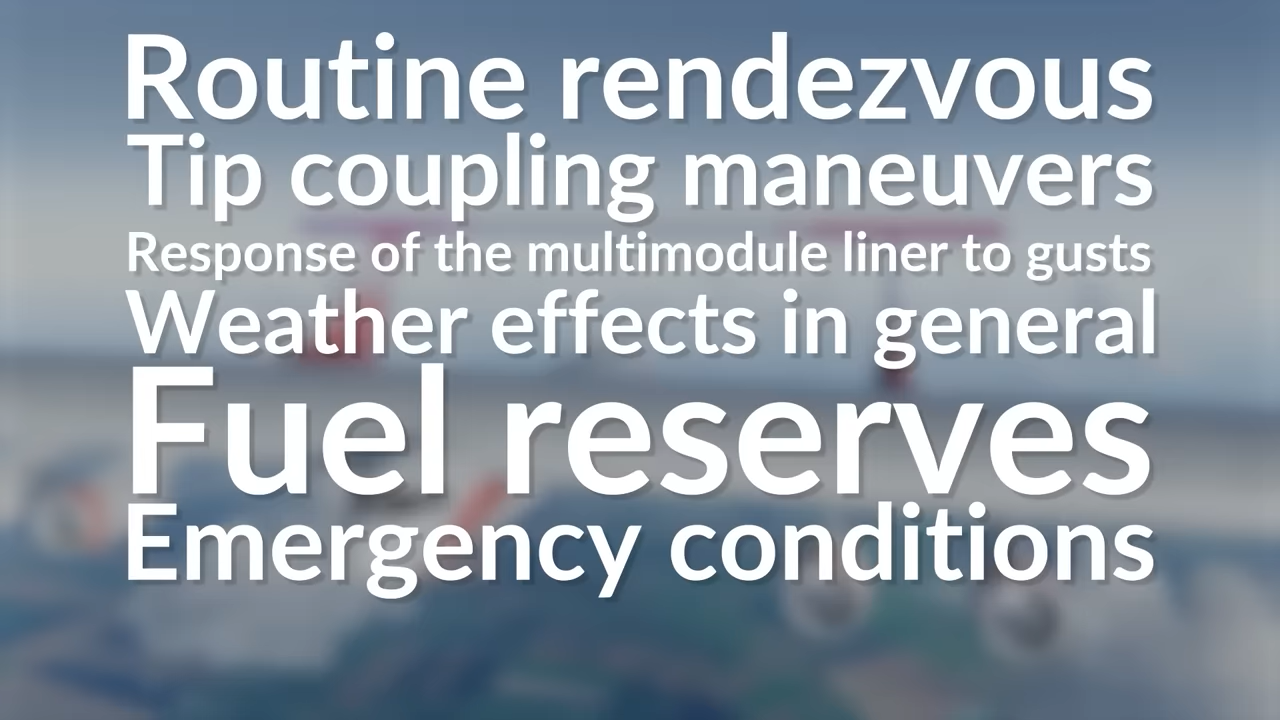 Routine rendezvous
Tip coupling maneuvers
Response of the multimodule liner to gusts
Weather effects in general
Fuel reserves
Emergency conditions